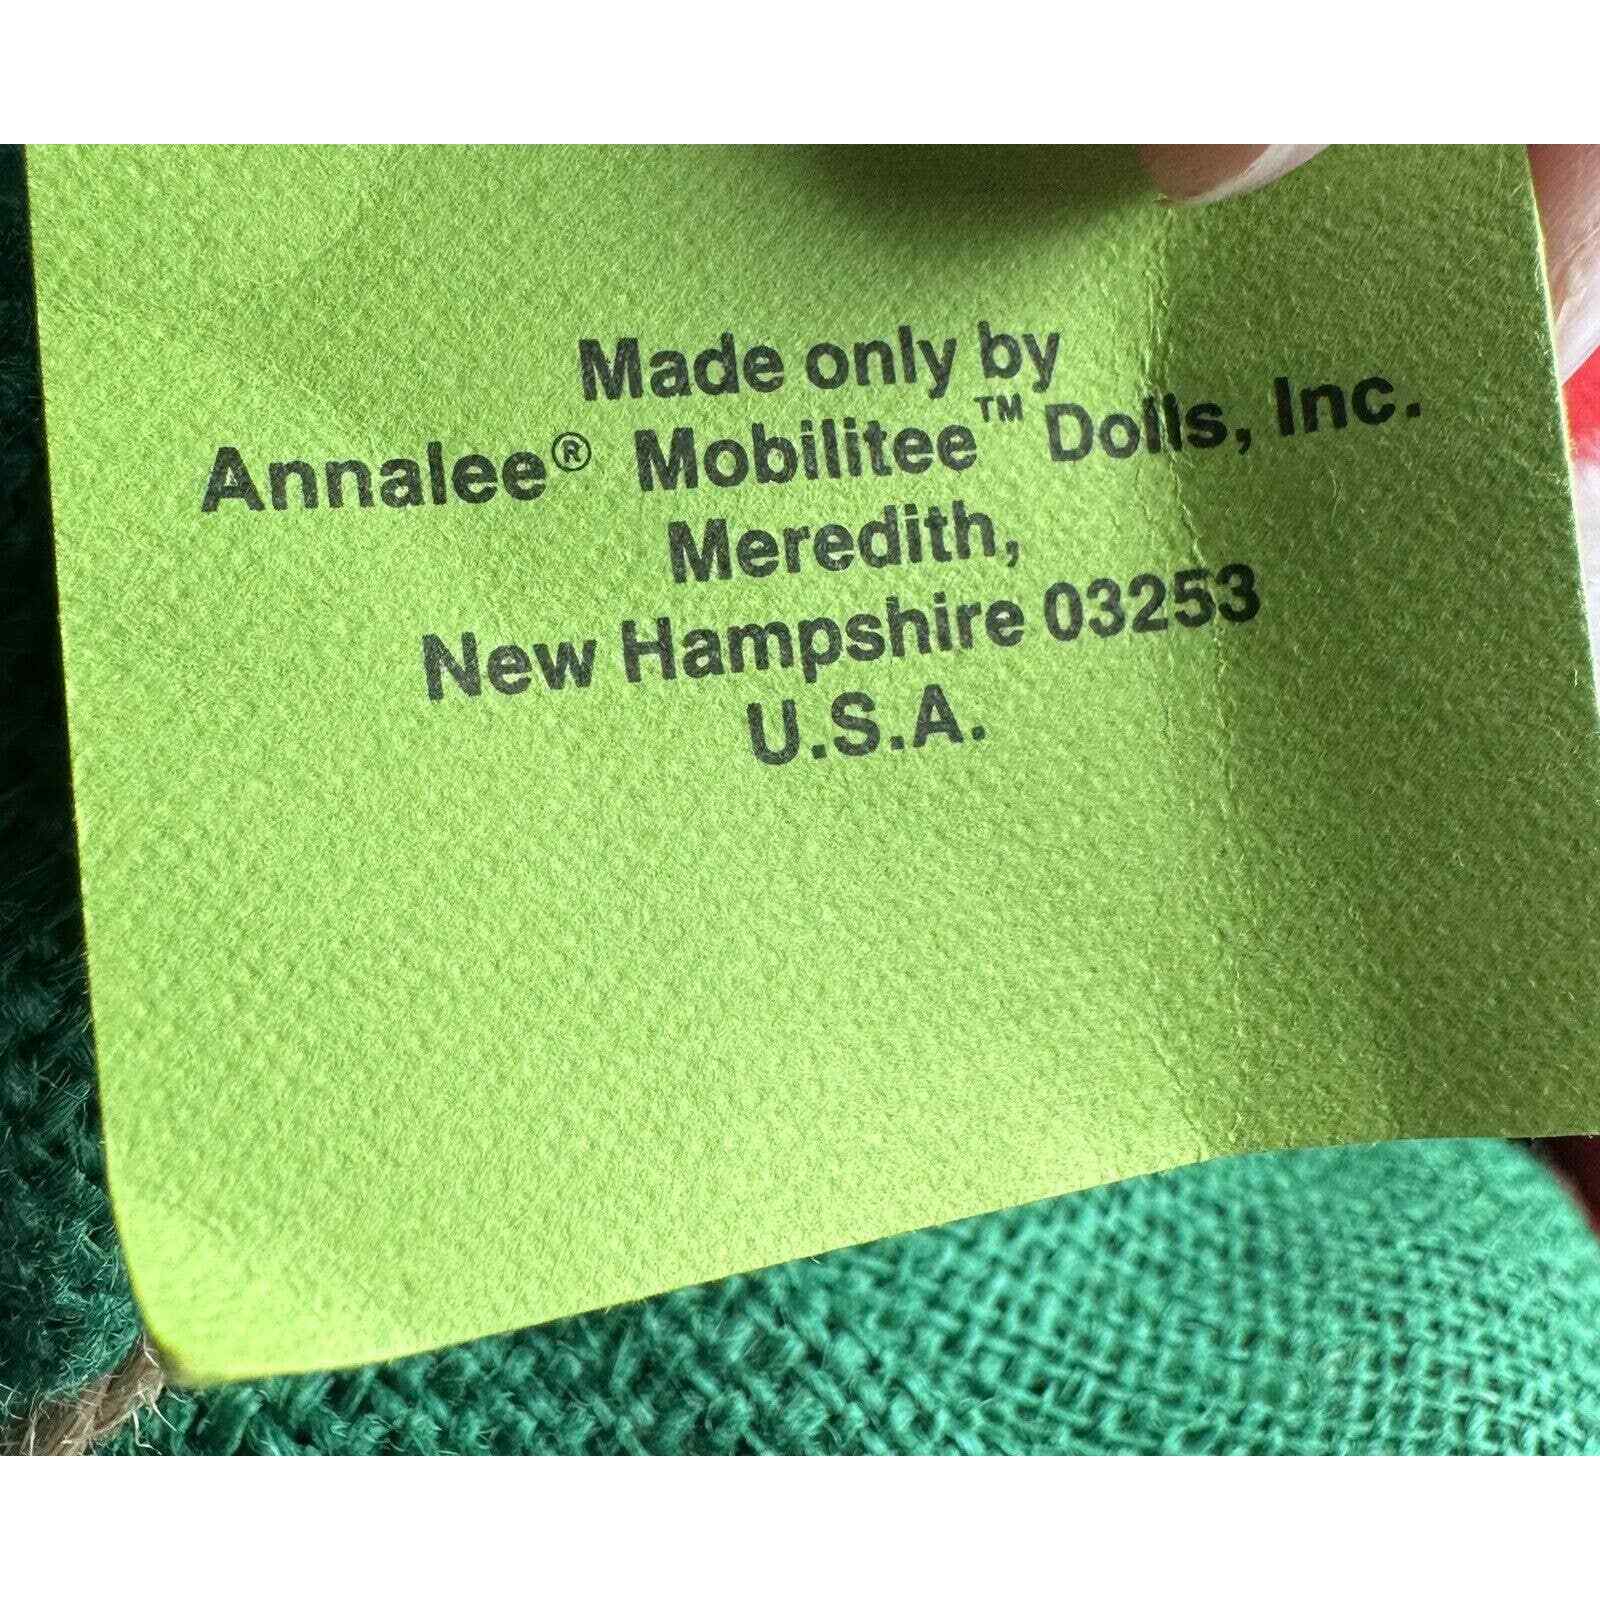 Made only by
Annalee® Mobilitee™ Dolls, Inc.
Meredith,
New Hampshire 03253
U.S.A.